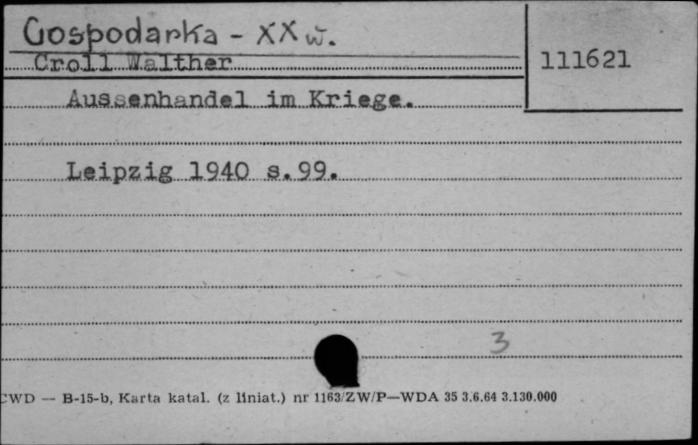 Gospodarka - XX w.
Croll Walther
111621
Aussenhandel im Kriege.
Leipzig 1940 s.99.
3
CWD — B-15-b, Karta katal. (z liniat.) nr 1163/ZW/P—WDA 35 3.6.64 3.130.000